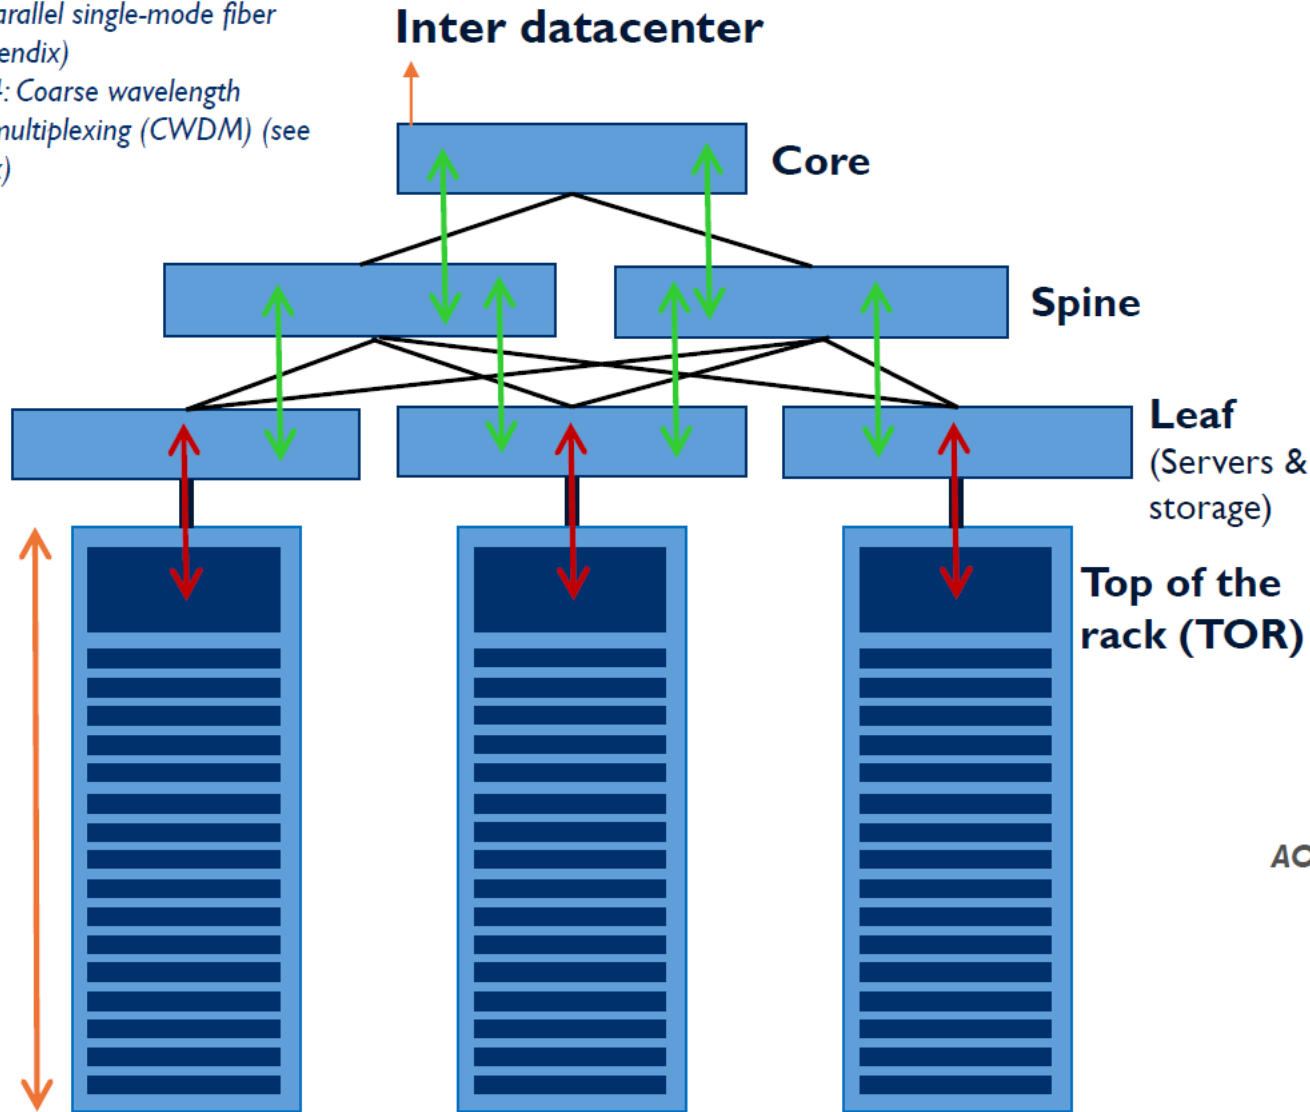 arallel single-mode fiber
endix)
: Coarse wavelength
multiplexing (CWDM) (see
)
Inter datacenter
Core
Spine
Leaf
(Servers &
storage)
Top of the
rack (TOR)
AO